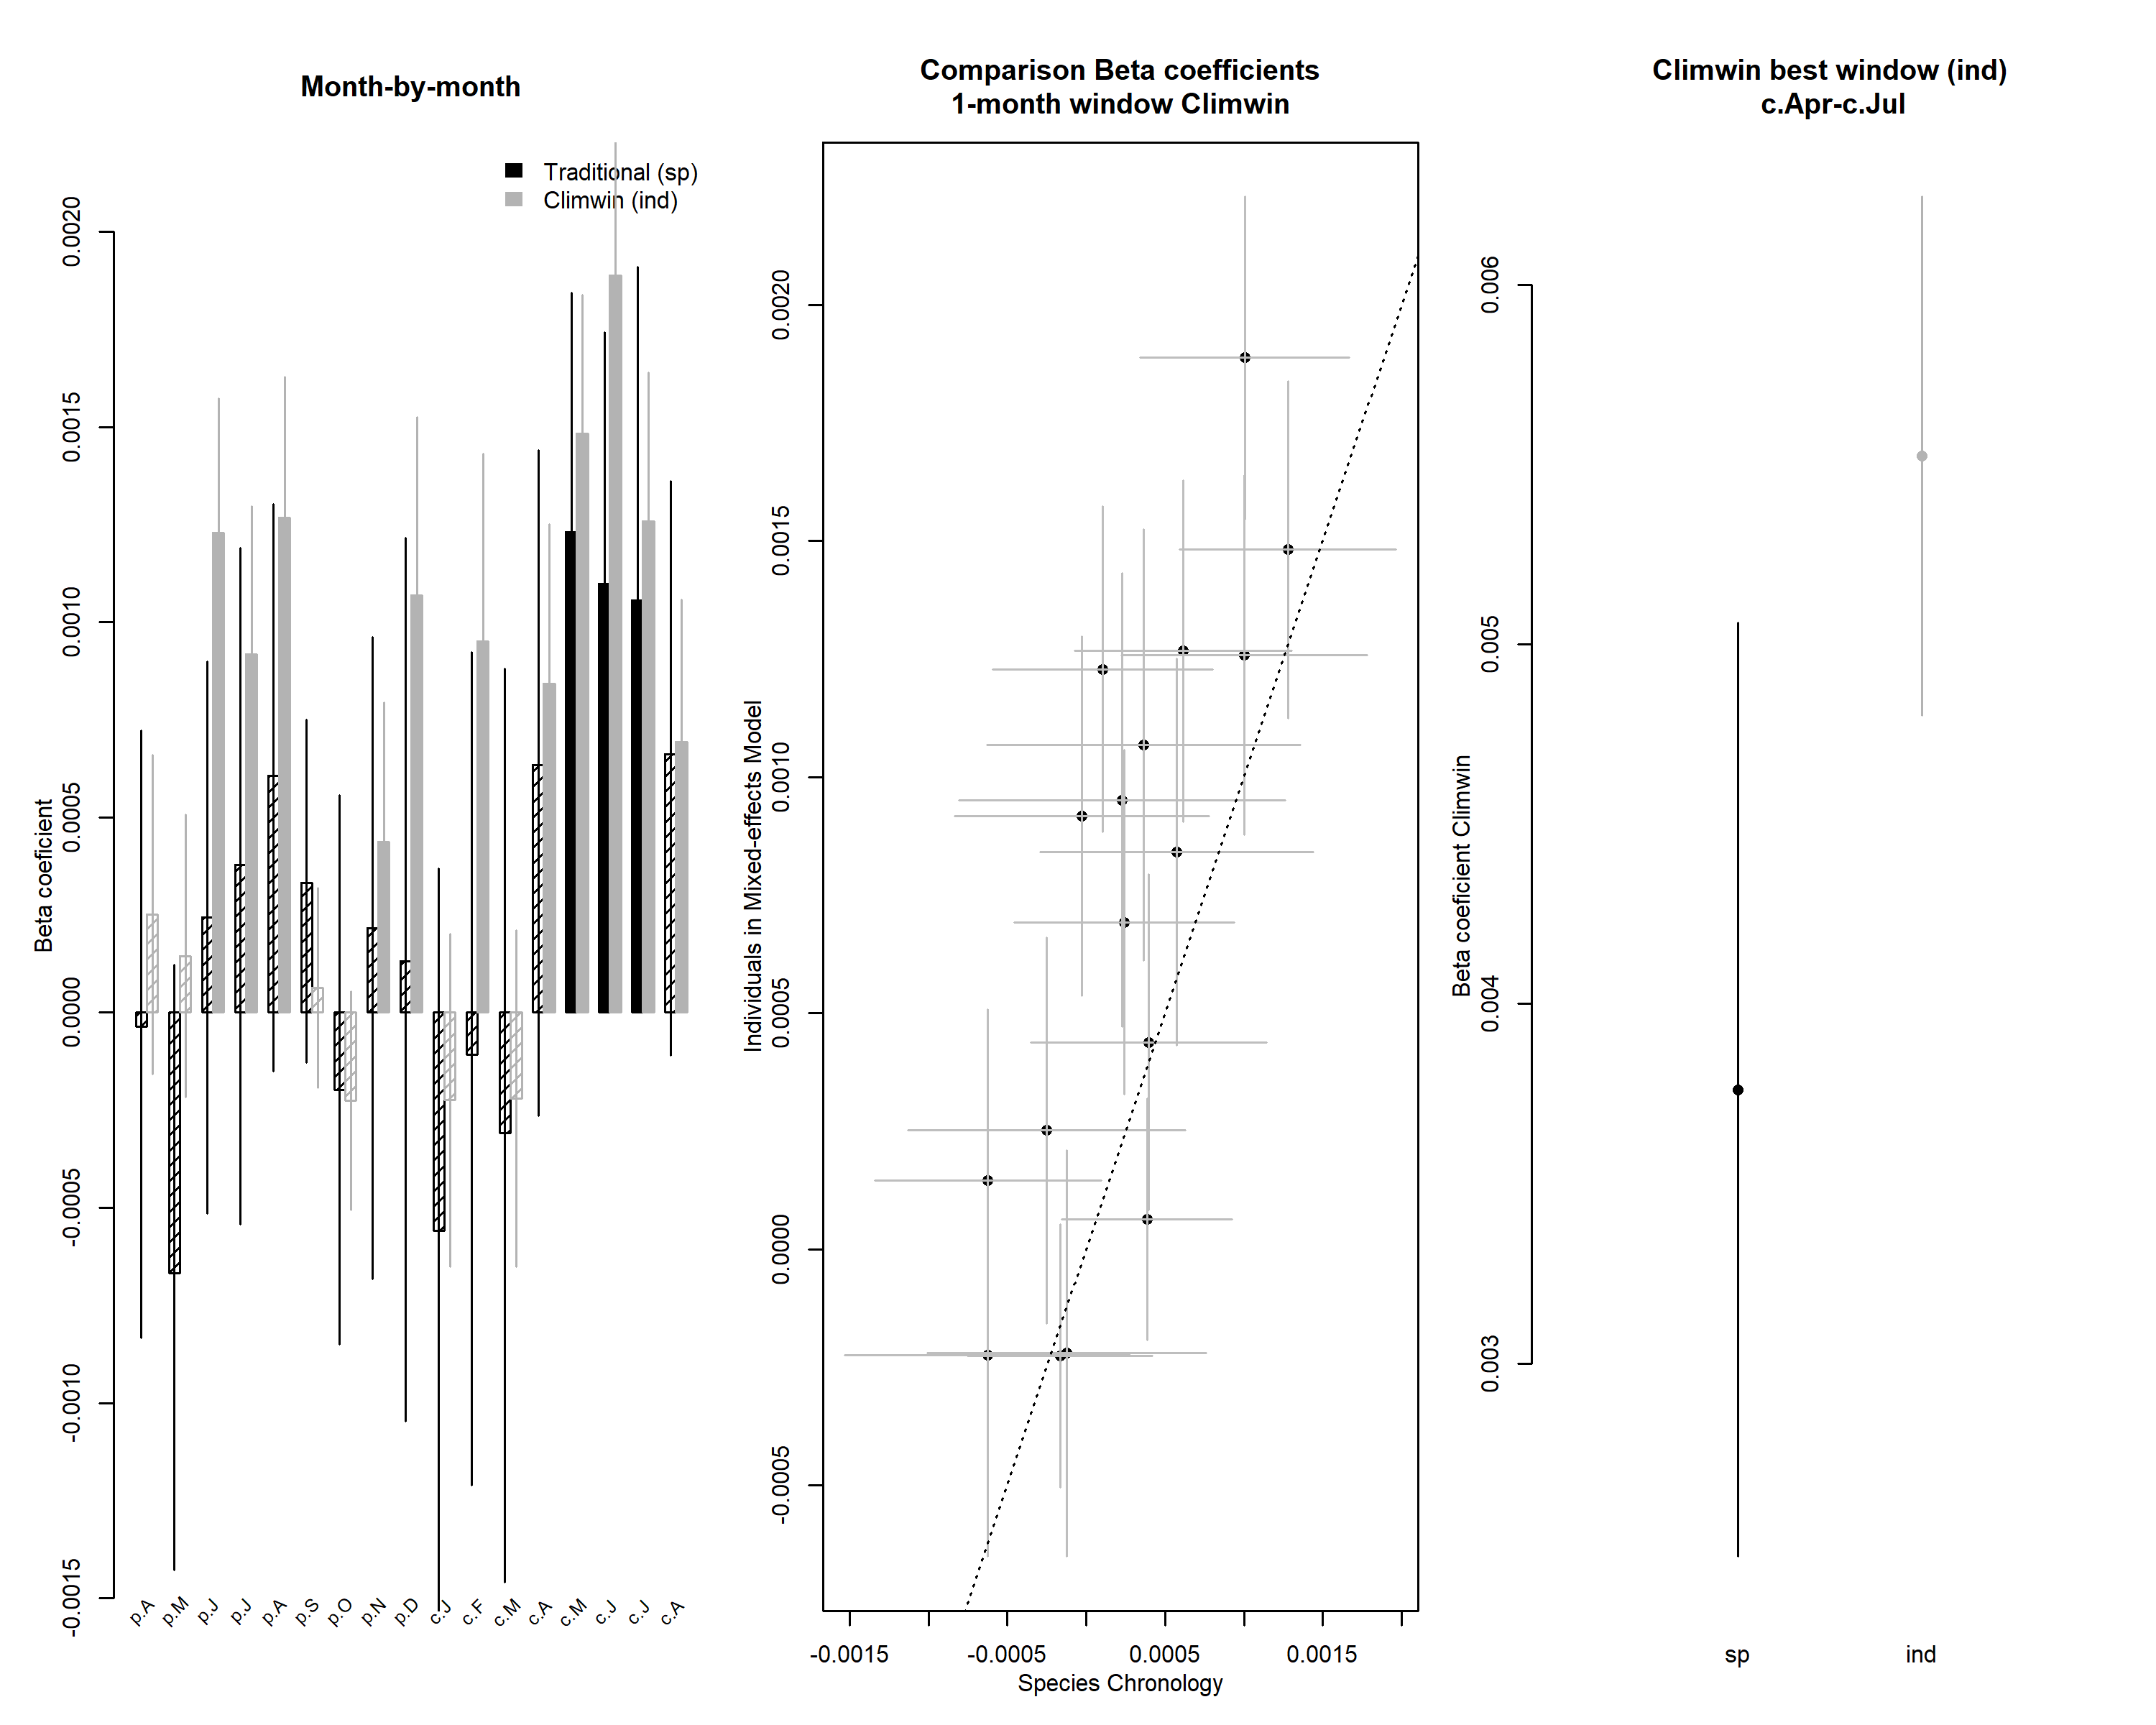 Month-by-month
Traditional (sp)
Climwin (ind)
Beta coeficient
0.0020
0.0015
0.0010
0.0005
0.0000
-0.0005
-0.0010
-0.0015
p.A
p.M
p.J
p.J
p.A
p.S
p.O
p.N
p.D
c.J
c.F
c.M
c.A
c.M
c.J
c.J
c.A
Comparison Beta coefficients
1-month window Climwin
Individuals in Mixed-effects Model
0.0020
0.0015
0.0010
0.0005
0.0000
-0.0005
-0.0015
-0.0005
0.0005
0.0015
Species Chronology
Climwin best window (ind)
c.Apr-c.Jul
Beta coeficient Climwin
0.006
0.005
0.004
0.003
sp
ind